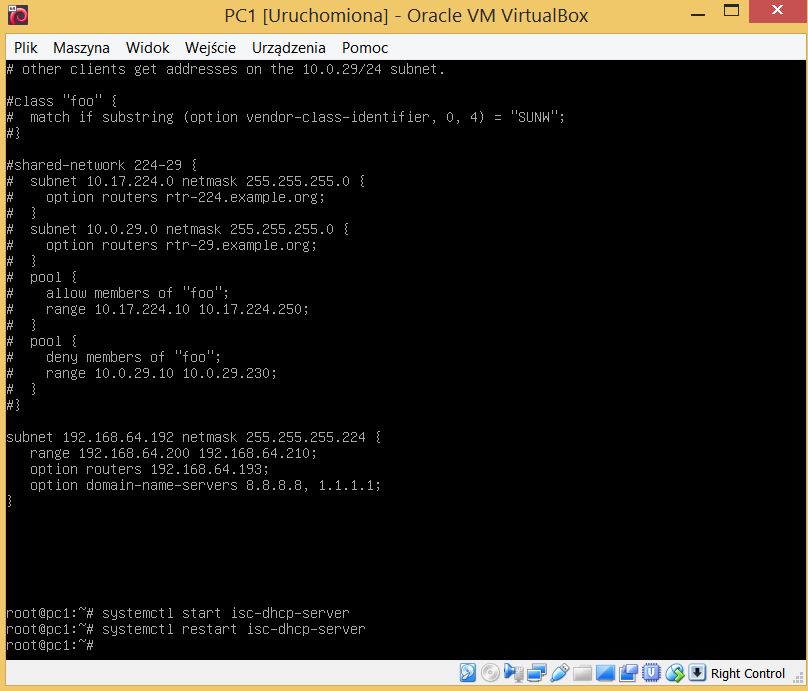 PC1 [Uruchomiona] - Oracle VM VirtualBox
Plik Maszyna Widok Wejście Urządzenia Pomoc
# other clients get addresses on the 10.0.29/24 subnet.
#class "foo" {
#  match if substring (option vendor-class-identifier, 0, 4) = "SUNW";
#}
#shared-network 224-29 {
#  subnet 10.17.224.0 netmask 255.255.255.0 {
#    option routers rtr-224.example.org;
#  }
#  subnet 10.0.29.0 netmask 255.255.255.0 {
#    option routers rtr-29.example.org;
#  }
#  pool {
#    allow members of "foo";
#    range 10.17.224.10 10.17.224.250;
#  }
#  pool {
#    deny members of "foo";
#    range 10.0.29.10 10.0.29.230;
#  }
#}
subnet 192.168.64.192 netmask 255.255.255.224 {
   range 192.168.64.200 192.168.64.210;
   option routers 192.168.64.193;
   option domain-name-servers 8.8.8.8, 1.1.1.1;
}
root@pc1:~# systemctl start isc-dhcp-server
root@pc1:~# systemctl restart isc-dhcp-server
root@pc1:~#
Right Control